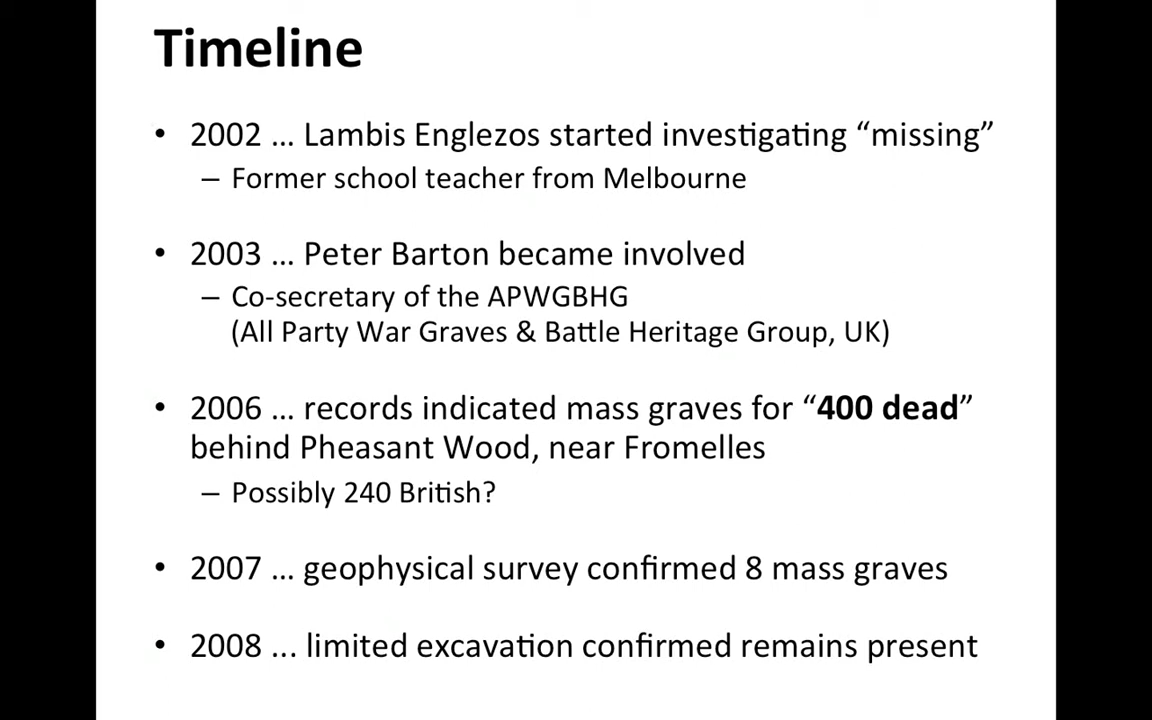 Timeline
• 2002 ... Lambis Englezos started investigating “missing”
– Former school teacher from Melbourne
• 2003 ... Peter Barton became involved
– Co-secretary of the APWGBHG
(All Party War Graves & Battle Heritage Group, UK)
• 2006 ... records indicated mass graves for “400 dead”
behind Pheasant Wood, near Fromelles
– Possibly 240 British?
• 2007 ... geophysical survey confirmed 8 mass graves
• 2008 ... limited excavation confirmed remains present